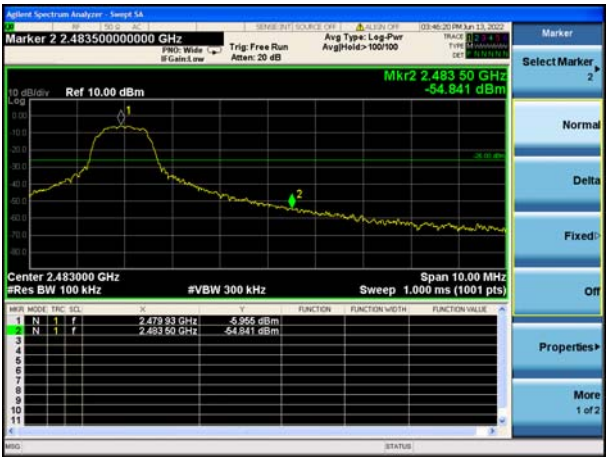 Agilent Spectrum Analyzer - Swept SA
RF 50 Ω AC SENSE:INT SOURCE OFF ALIGN OFF 03:46:20 PM Jun 13, 2022
Marker 2 2.483500000000 GHz
PNO: Wide Trig: Free Run Avg Type: Log-Pwr TRACE 1 2 3 4 5 6
IFGain:Low Atten: 20 dB Avg|Hold>100/100 TYPE
DET P N N N N N
Mkr2 2.483 50 GHz
-54.841 dBm
10 dB/div Ref 10.00 dBm
Log
0.00
-10.0
-20.0
-30.0
-40.0
-50.0
-60.0
-70.0
-80.0
1
2
Center 2.483000 GHz Span 10.00 MHz
#Res BW 100 kHz #VBW 300 kHz Sweep 1.000 ms (1001 pts)
MKR MODE TRC SCL X Y FUNCTION FUNCTION WIDTH FUNCTION VALUE
1 N 1 f 2.479 93 GHz -5.955 dBm
2 N 1 f 2.483 50 GHz -54.841 dBm
3
4
5
6
7
8
9
10
11
MSG STATUS
Marker
Select Marker
2
Normal
Delta
Fixed
Off
Properties
More
1 of 2